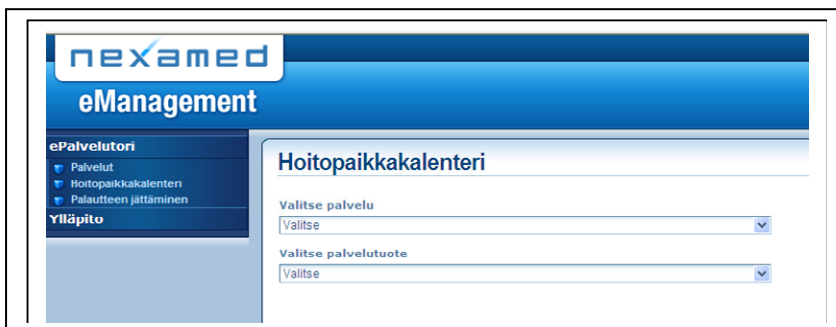 nexamed
eManagement
ePalvelutori
Palvelut
Hoitopaikkakalenteri
Palautteen jättäminen
Ylläpito
Hoitopaikkakalenteri
Valitse palvelu
Valitse
Valitse palvelutuote
Valitse